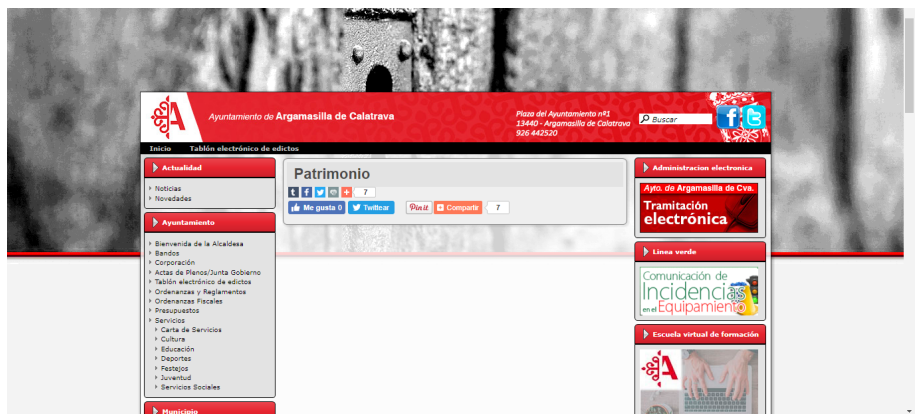 Ayuntamiento de Argamasilla de Calatrava
Plaza del Ayuntamiento nº1
13440 - Argamasilla de Calatrava
926 442520
Buscar
Inicio Tablón electrónico de edictos
Actualidad
Noticias
Novedades
Ayuntamiento
Bienvenida de la Alcaldesa
Bandos
Corporación
Actas de Plenos/Junta Gobierno
Tablón electrónico de edictos
Ordenanzas y Reglamentos
Ordenanzas Fiscales
Presupuestos
Servicios
Carta de Servicios
Cultura
Educación
Deportes
Festejos
Juventud
Servicios Sociales
Municipio
Patrimonio
7
Me gusta 0 Twittear Pin it Compartir 7
Administracion electronica
Ayto. de Argamasilla de Cva.
Tramitación
electrónica
Linea verde
Comunicación de
Incidencias
en el Equipamiento
Escuela virtual de formación